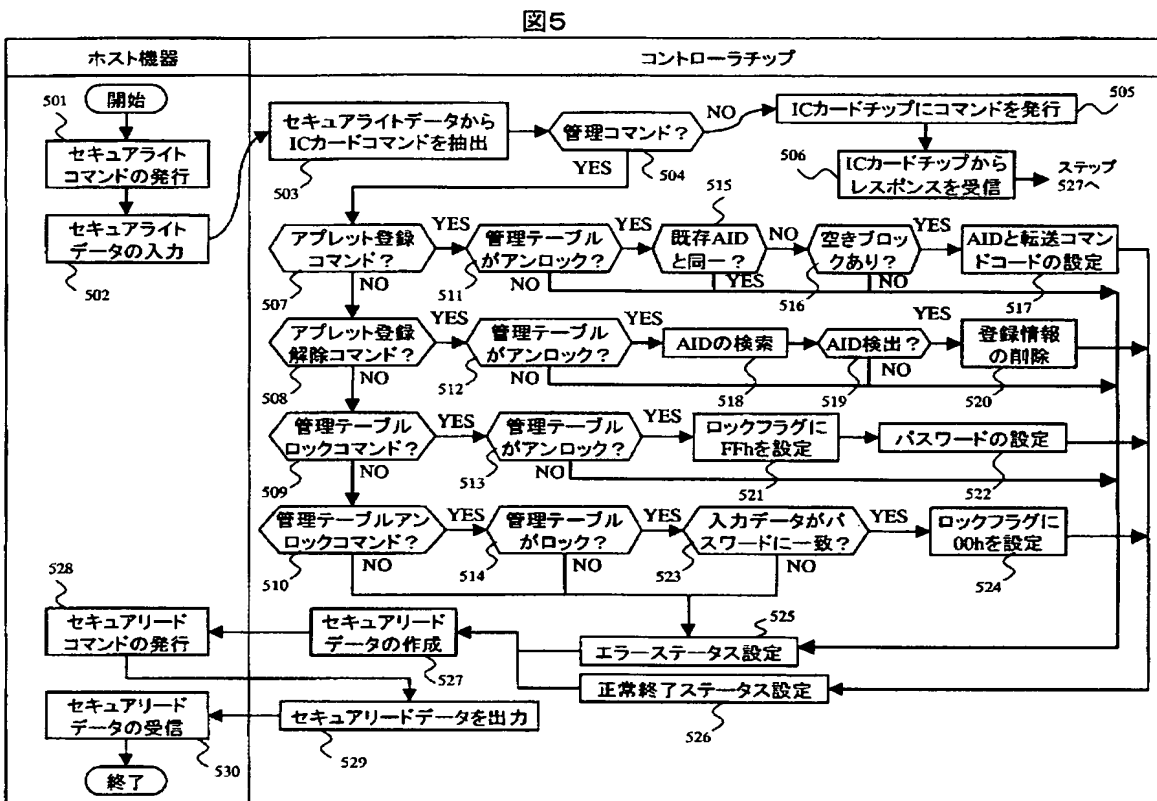 図5
ホスト機器
コントローラチップ
開始
501
セキュアライト
コマンドの発行
セキュアライト
データの入力
502
セキュアライトデータから
ICカードコマンドを抽出
503
管理コマンド?
504
NO
YES
ICカードチップにコマンドを発行
505
506
ICカードチップから
レスポンスを受信
ステップ
527へ
アプレット登録
コマンド?
507
YES
NO
管理テーブル
がアンロック?
511
YES
NO
515
既存AID
と同一?
NO
YES
空きブロッ
クあり?
516
YES
NO
AIDと転送コマン
ドコードの設定
517
アプレット登録
解除コマンド?
508
YES
NO
管理テーブル
がアンロック?
512
YES
NO
AIDの検索
518
AID検出?
519
YES
NO
登録情報
の削除
520
管理テーブル
ロックコマンド?
509
YES
NO
管理テーブル
がアンロック?
513
YES
NO
ロックフラグに
FFhを設定
521
パスワードの設定
522
管理テーブルアン
ロックコマンド?
510
YES
NO
管理テーブル
がロック?
514
YES
NO
入力データがパ
スワードに一致?
523
YES
NO
ロックフラグに
00hを設定
524
528
セキュアリード
コマンドの発行
セキュアリード
データの作成
527
525
エラーステータス設定
正常終了ステータス設定
526
セキュアリード
データの受信
530
セキュアリードデータを出力
529
終了